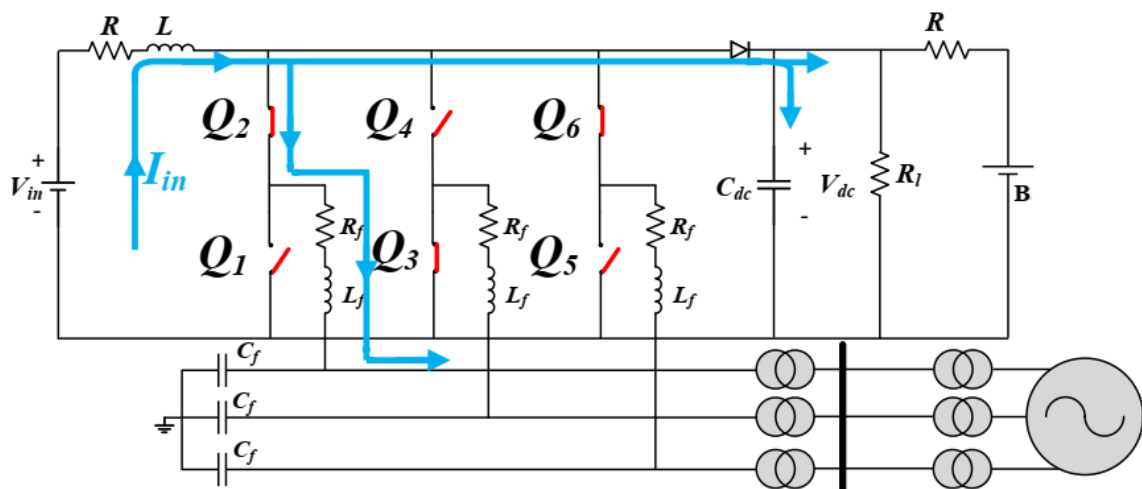 R L R
Q2 Q4 Q6
+ +
Vin Iin Cdc Vdc Rl B
- -
Rf Rf Rf
Q1 Q3 Q5
Lf Lf Lf
Cf
Cf
Cf